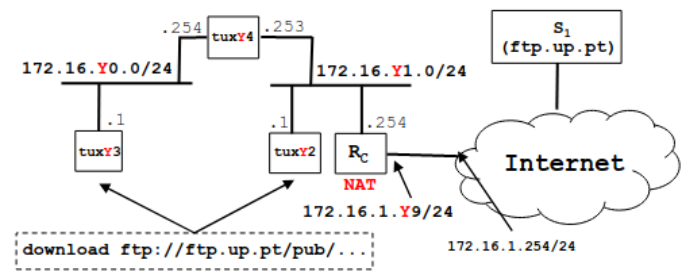 .254
tuxY4
.253
S1
(ftp.up.pt)
172.16.Y0.0/24
172.16.Y1.0/24
.1
.1
.254
tuxY3
tuxY2
RC
Internet
NAT
172.16.1.Y9/24
download ftp://ftp.up.pt/pub/...
172.16.1.254/24